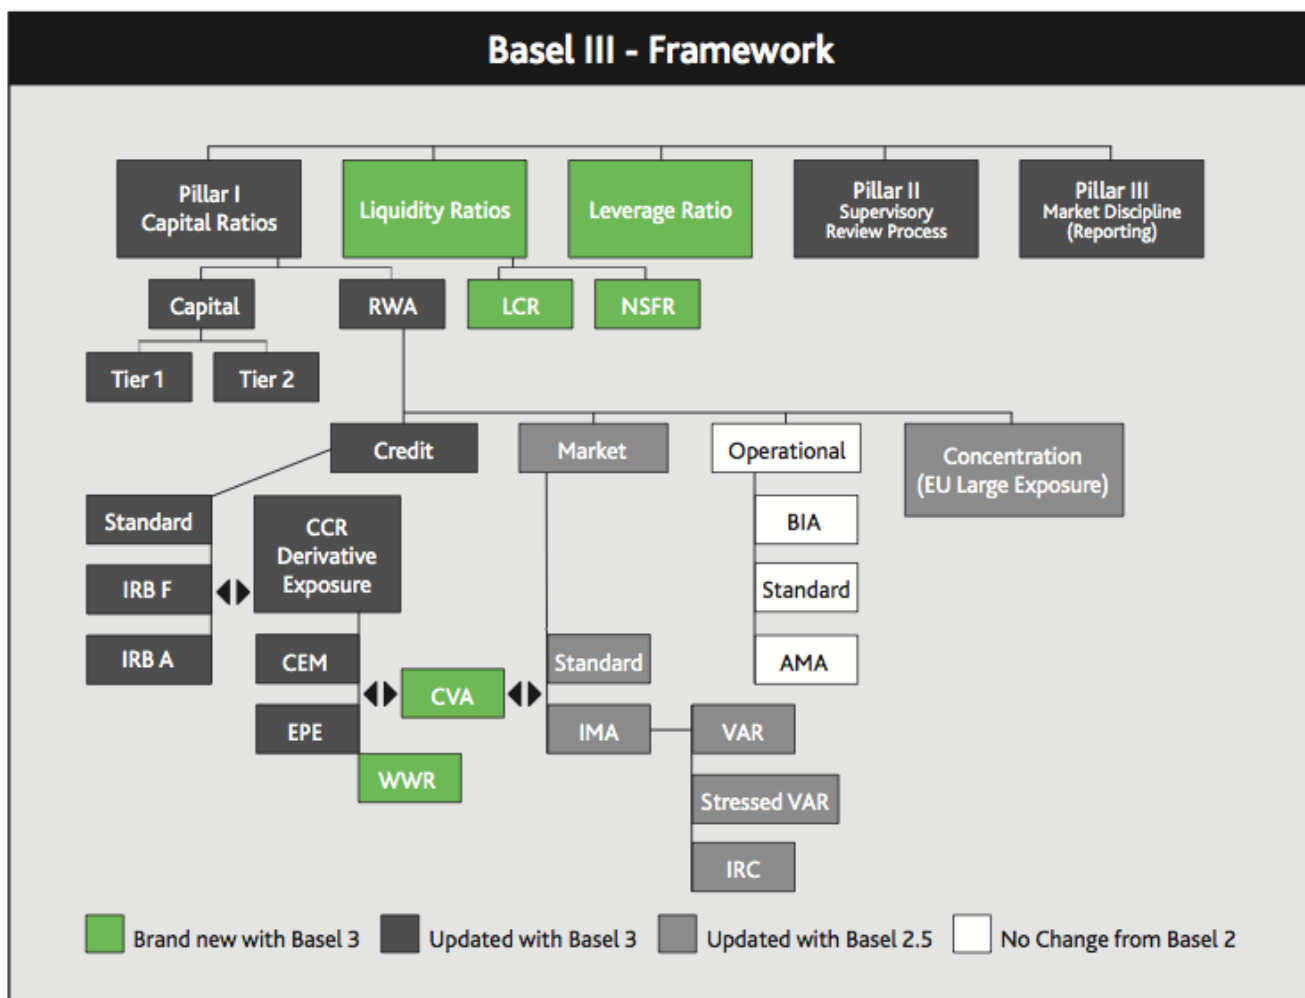 Basel III - Framework
Pillar I
Capital Ratios
Liquidity Ratios
Leverage Ratio
Pillar II
Supervisory
Review Process
Pillar III
Market Discipline
(Reporting)
Capital
RWA
LCR
NSFR
Tier 1
Tier 2
Credit
Market
Operational
Concentration
(EU Large Exposure)
Standard
IRB F
IRB A
CCR
Derivative
Exposure
CEM
EPE
WWR
CVA
Standard
IMA
VAR
Stressed VAR
IRC
BIA
Standard
AMA
Brand new with Basel 3
Updated with Basel 3
Updated with Basel 2.5
No Change from Basel 2